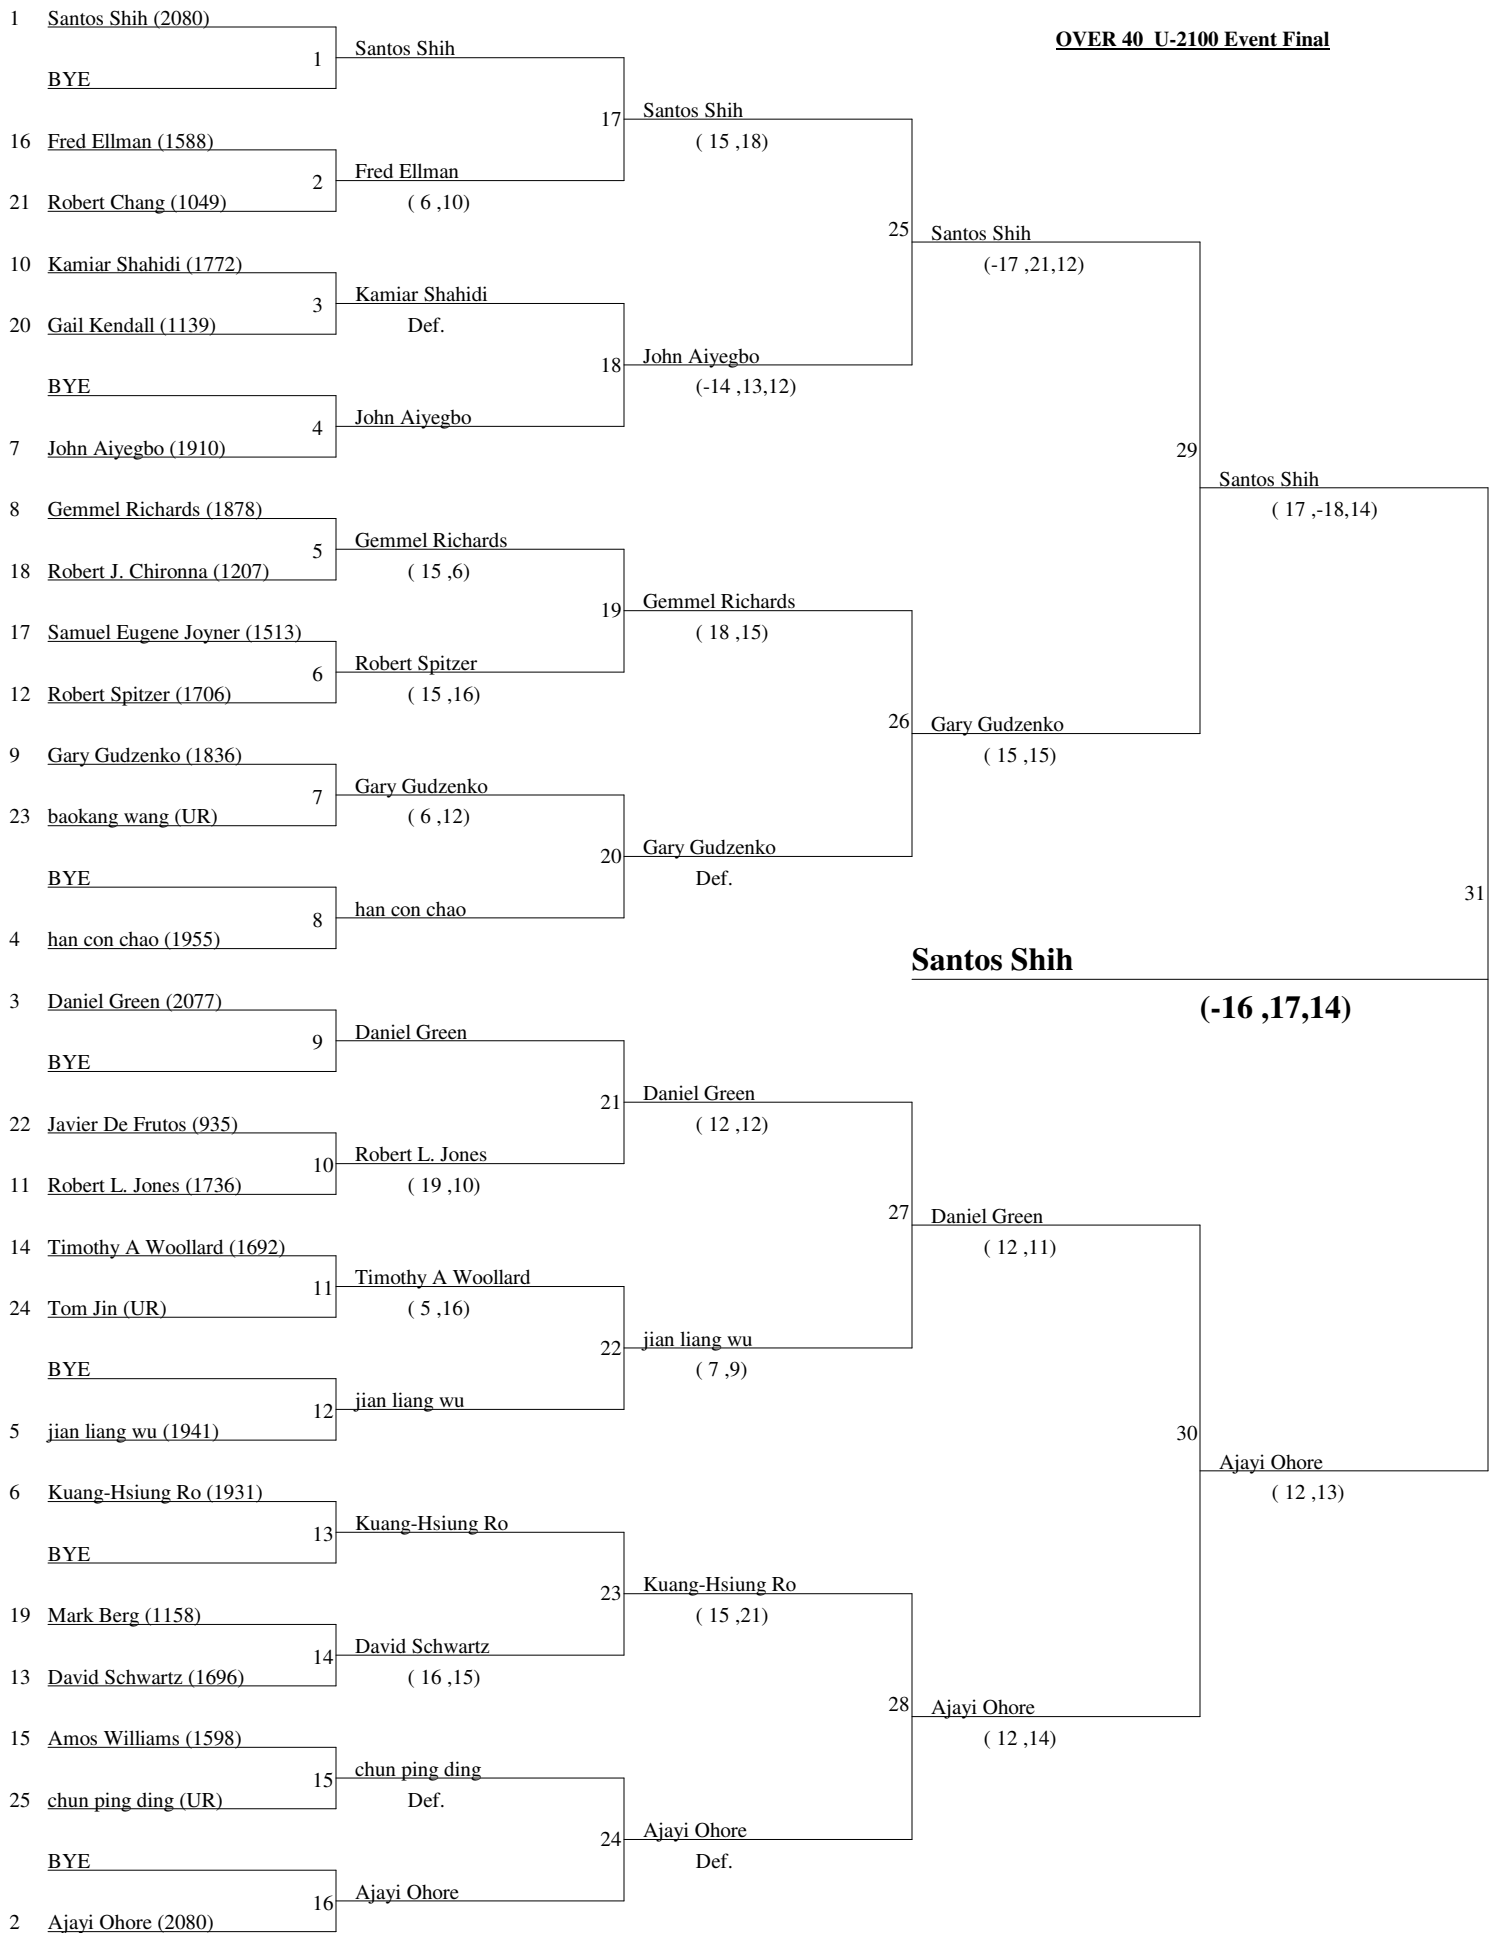 OVER 40 U-2100 Event Final
1 Santos Shih (2080)
1 Santos Shih
BYE
17 Santos Shih
( 15 ,18)
16 Fred Ellman (1588)
2 Fred Ellman
( 6 ,10)
21 Robert Chang (1049)
25 Santos Shih
(-17 ,21,12)
10 Kamiar Shahidi (1772)
3 Kamiar Shahidi
Def.
20 Gail Kendall (1139)
18 John Aiyegbo
(-14 ,13,12)
BYE
4 John Aiyegbo
7 John Aiyegbo (1910)
29 Santos Shih
( 17 ,-18,14)
8 Gemmel Richards (1878)
5 Gemmel Richards
( 15 ,6)
18 Robert J. Chironna (1207)
19 Gemmel Richards
( 18 ,15)
17 Samuel Eugene Joyner (1513)
6 Robert Spitzer
( 15 ,16)
12 Robert Spitzer (1706)
26 Gary Gudzenko
( 15 ,15)
9 Gary Gudzenko (1836)
7 Gary Gudzenko
( 6 ,12)
23 baokang wang (UR)
20 Gary Gudzenko
Def.
BYE
8 han con chao
4 han con chao (1955)
31
Santos Shih
(-16 ,17,14)
3 Daniel Green (2077)
9 Daniel Green
BYE
21 Daniel Green
( 12 ,12)
22 Javier De Frutos (935)
10 Robert L. Jones
( 19 ,10)
11 Robert L. Jones (1736)
27 Daniel Green
( 12 ,11)
14 Timothy A Woollard (1692)
11 Timothy A Woollard
( 5 ,16)
24 Tom Jin (UR)
22 jian liang wu
( 7 ,9)
BYE
12 jian liang wu
5 jian liang wu (1941)
30 Ajayi Ohore
( 12 ,13)
6 Kuang-Hsiung Ro (1931)
13 Kuang-Hsiung Ro
BYE
23 Kuang-Hsiung Ro
( 15 ,21)
19 Mark Berg (1158)
14 David Schwartz
( 16 ,15)
13 David Schwartz (1696)
28 Ajayi Ohore
( 12 ,14)
15 Amos Williams (1598)
15 chun ping ding
Def.
25 chun ping ding (UR)
24 Ajayi Ohore
Def.
BYE
16 Ajayi Ohore
2 Ajayi Ohore (2080)